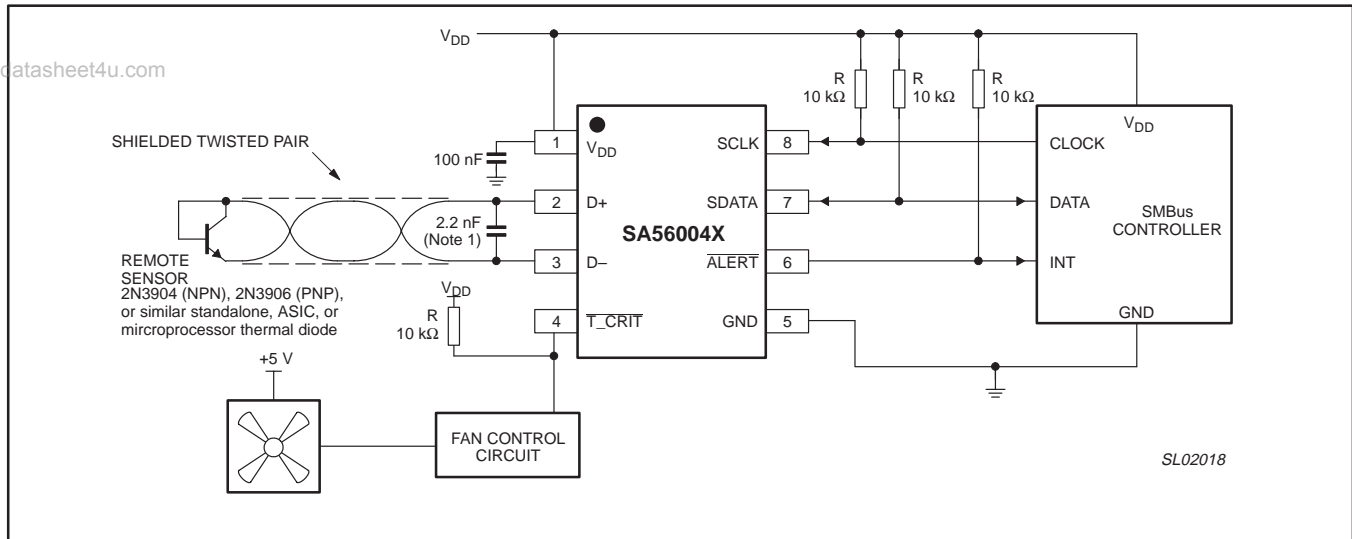 datasheet4u.com
V_DD
R
10 kΩ
R
10 kΩ
R
10 kΩ
SHIELDED TWISTED PAIR
100 nF
1
V_DD
SCLK
8
V_DD
CLOCK
2
D+
SDATA
7
DATA
2.2 nF
(Note 1)
SA56004X
SMBus
CONTROLLER
3
D–
ALERT
6
INT
REMOTE
SENSOR
2N3904 (NPN), 2N3906 (PNP),
or similar standalone, ASIC, or
mircroprocessor thermal diode
V_DD
R
10 kΩ
4
T_CRIT
GND
5
GND
+5 V
FAN CONTROL
CIRCUIT
SL02018